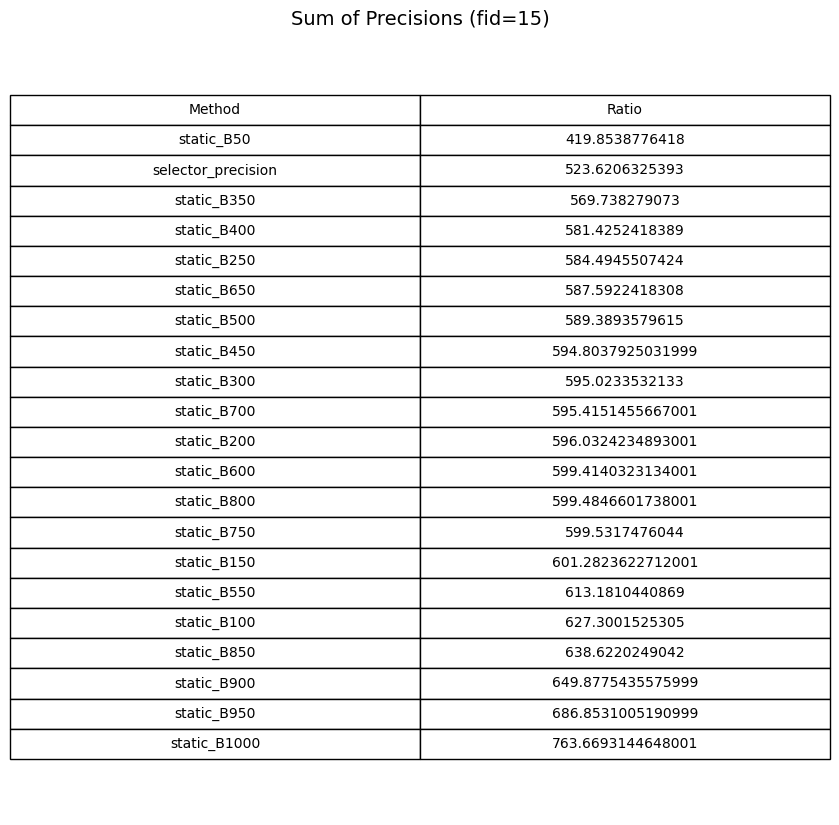 Sum of Precisions (fid=15)
Method Ratio
static_B50 419.8538776418
selector_precision 523.6206325393
static_B350 569.738279073
static_B400 581.4252418389
static_B250 584.4945507424
static_B650 587.5922418308
static_B500 589.3893579615
static_B450 594.8037925031999
static_B300 595.0233532133
static_B700 595.4151455667001
static_B200 596.0324234893001
static_B600 599.4140323134001
static_B800 599.4846601738001
static_B750 599.5317476044
static_B150 601.2823622712001
static_B550 613.1810440869
static_B100 627.3001525305
static_B850 638.6220249042
static_B900 649.8775435575999
static_B950 686.8531005190999
static_B1000 763.6693144648001